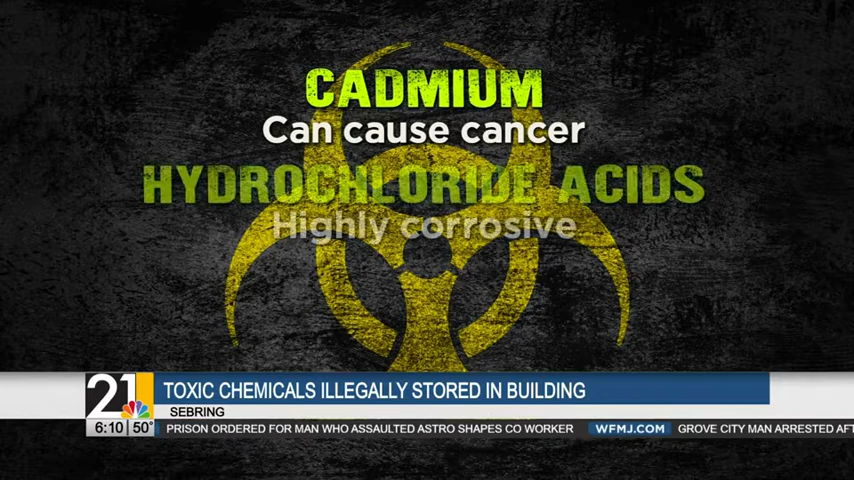 CADMIUM
Can cause cancer
HYDROCHLORIDE ACIDS
Highly corrosive
21
TOXIC CHEMICALS ILLEGALLY STORED IN BUILDING
SEBRING
6:10 50° PRISON ORDERED FOR MAN WHO ASSAULTED ASTRO SHAPES CO WORKER WFMJ.COM GROVE CITY MAN ARRESTED AFT